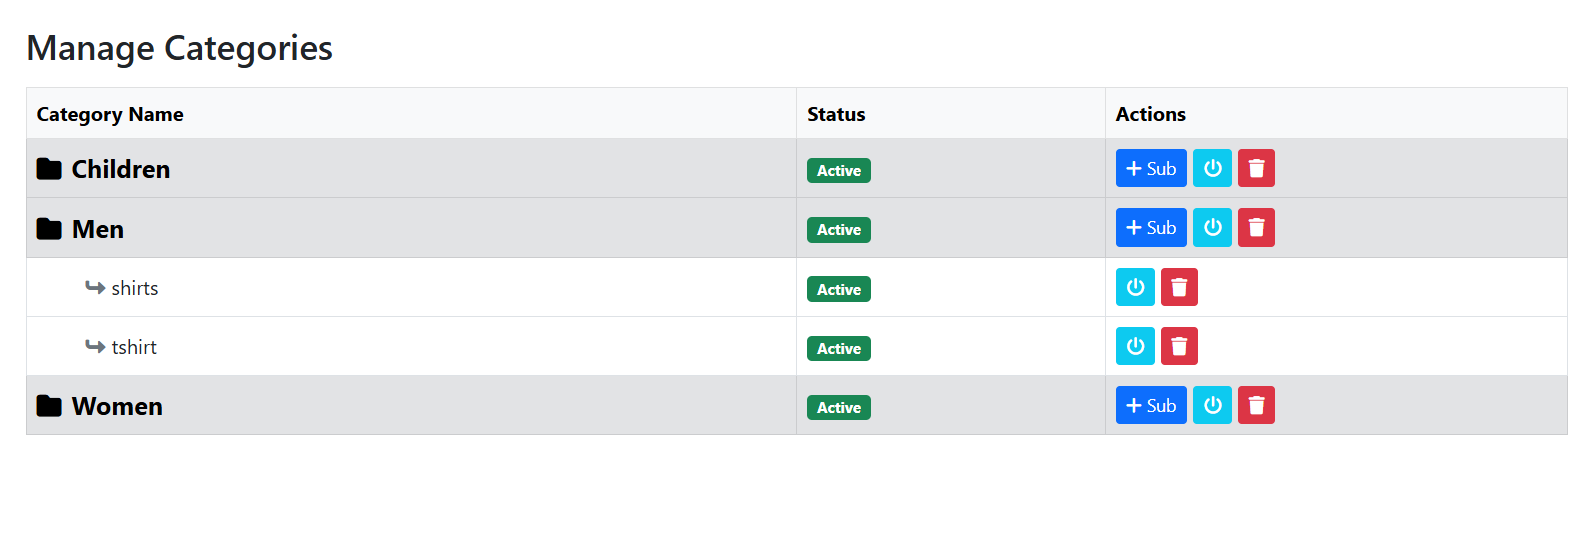 Manage Categories
Category Name Status Actions
Children Active + Sub
Men Active + Sub
shirts Active
tshirt Active
Women Active + Sub